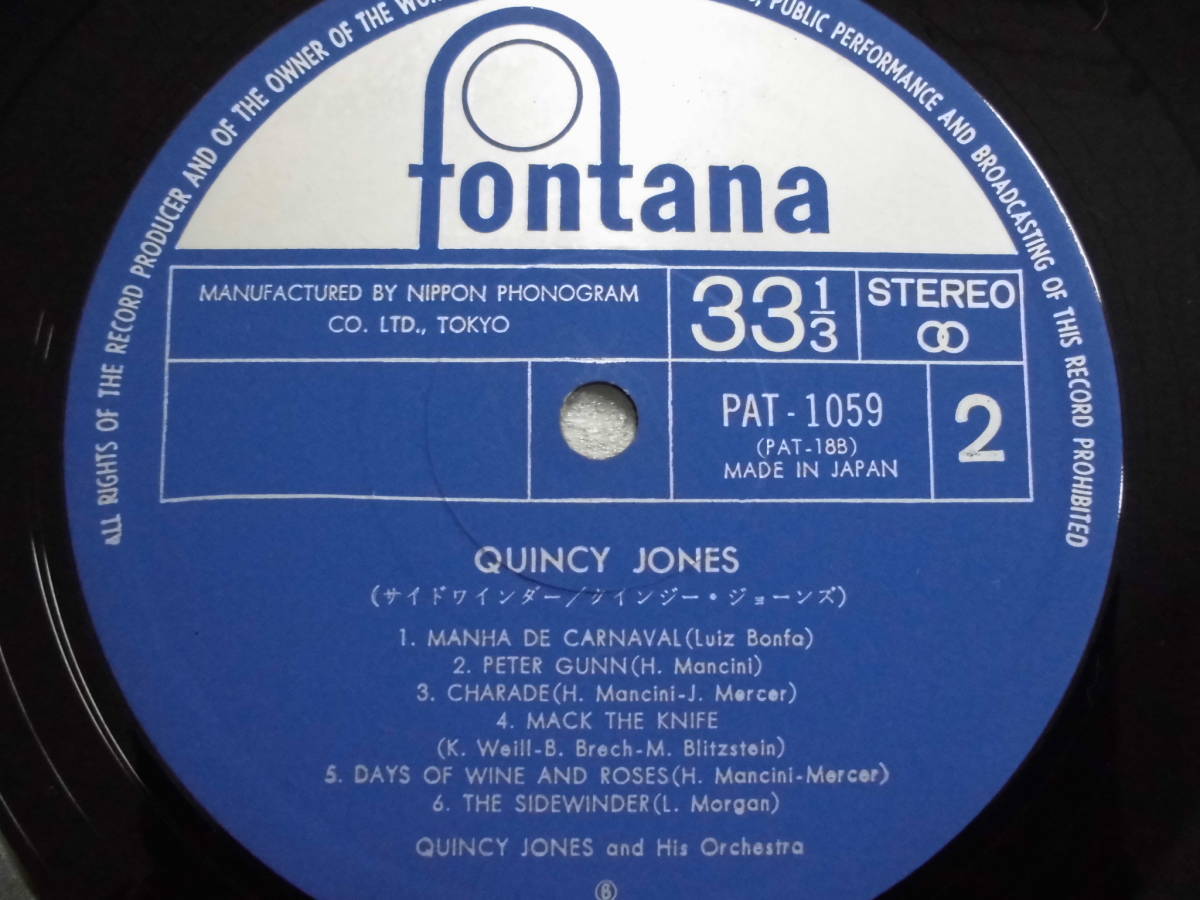 ALL RIGHTS OF THE RECORD PRODUCER AND OF THE OWNER OF THE
PUBLIC PERFORMANCE AND BROADCASTING OF THIS RECORD PROHIBITED
fontana
MANUFACTURED BY NIPPON PHONOGRAM
CO. LTD., TOKYO
33 1/3
STEREO
PAT-1059
(PAT-18B)
MADE IN JAPAN
2
QUINCY JONES
(サイドワインダー/クインジー・ジョーンズ)
1. MANHA DE CARNAVAL(Luiz Bonfa)
2. PETER GUNN(H. Mancini)
3. CHARADE(H. Mancini-J. Mercer)
4. MACK THE KNIFE
(K. Weill-B. Brech-M. Blitzstein)
5. DAYS OF WINE AND ROSES(H. Mancini-Mercer)
6. THE SIDEWINDER(L. Morgan)
QUINCY JONES and His Orchestra